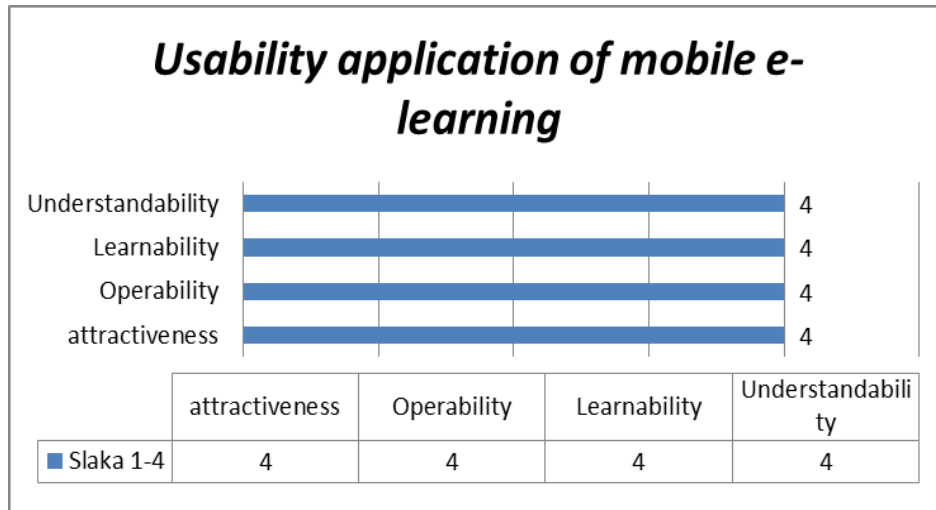 Usability application of mobile e-
learning
Understandability 4
Learnability 4
Operability 4
attractiveness 4
attractiveness Operability Learnability Understandabili
ty
Slaka 1-4 4 4 4 4